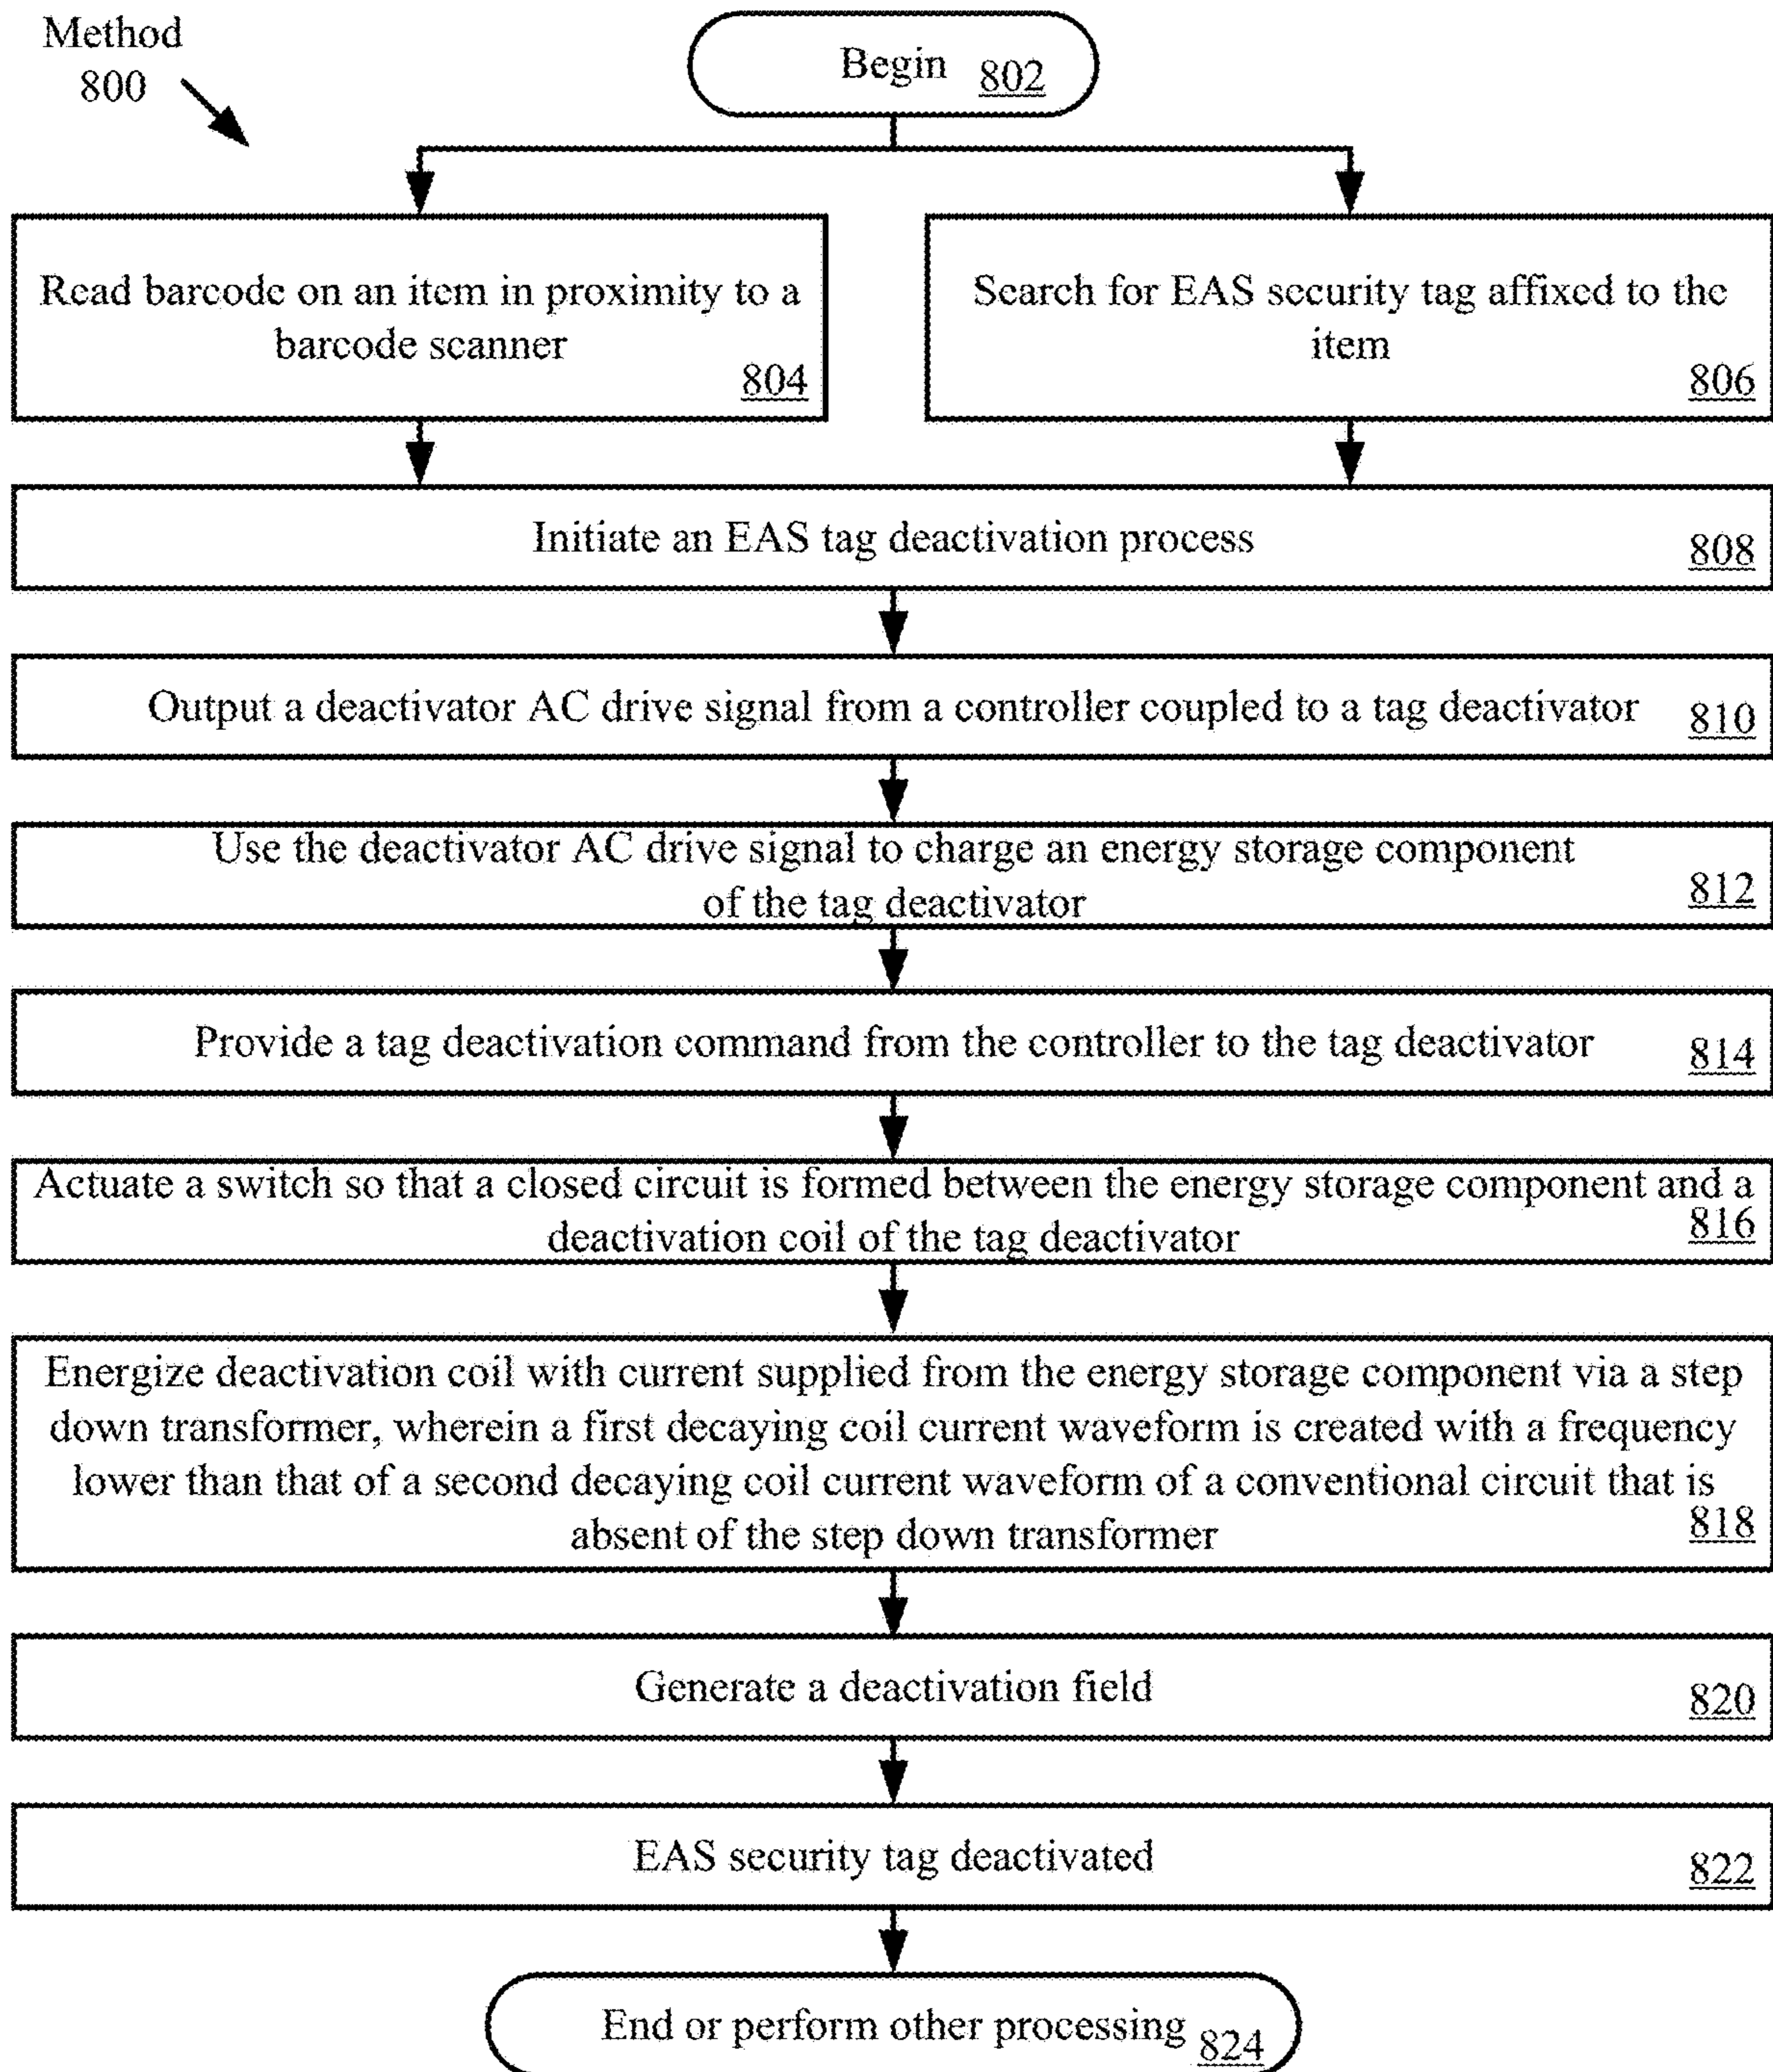 Method
800
Begin 802
Read barcode on an item in proximity to a
barcode scanner
804
Search for EAS security tag affixed to the
item
806
Initiate an EAS tag deactivation process
808
Output a deactivator AC drive signal from a controller coupled to a tag deactivator
810
Use the deactivator AC drive signal to charge an energy storage component
of the tag deactivator
812
Provide a tag deactivation command from the controller to the tag deactivator
814
Actuate a switch so that a closed circuit is formed between the energy storage component and a
deactivation coil of the tag deactivator
816
Energize deactivation coil with current supplied from the energy storage component via a step
down transformer, wherein a first decaying coil current waveform is created with a frequency
lower than that of a second decaying coil current waveform of a conventional circuit that is
absent of the step down transformer
818
Generate a deactivation field
820
EAS security tag deactivated
822
End or perform other processing 824